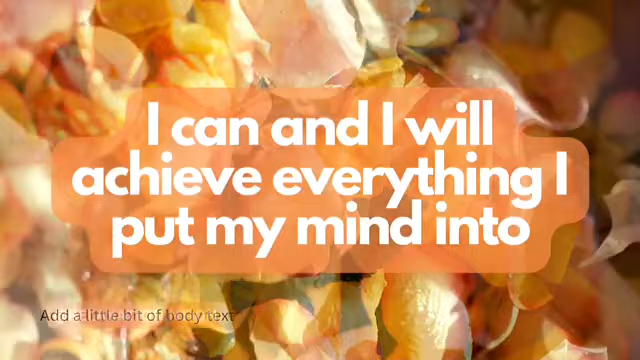 I can and I will
achieve everything I
put my mind into
Add a little bit of body text